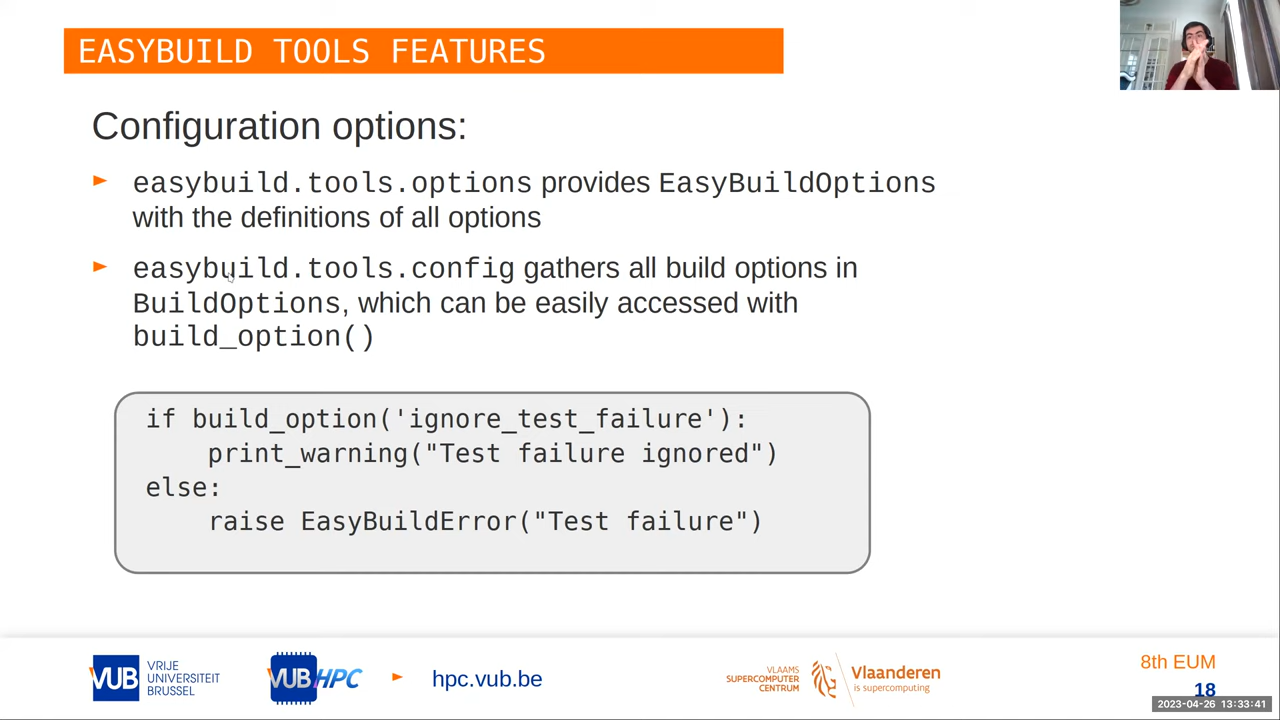 EASYBUILD TOOLS FEATURES
Configuration options:
► easybuild.tools.options provides EasyBuildOptions
with the definitions of all options
► easybuild.tools.config gathers all build options in
BuildOptions, which can be easily accessed with
build_option()
if build_option('ignore_test_failure'):
    print_warning("Test failure ignored")
else:
    raise EasyBuildError("Test failure")
VUB
VRIJE
UNIVERSITEIT
BRUSSEL
VUB HPC
► hpc.vub.be
VLAAMS
SUPERCOMPUTER
CENTRUM
Vlaanderen
is supercomputing
8th EUM
18
2023-04-26 13:33:41